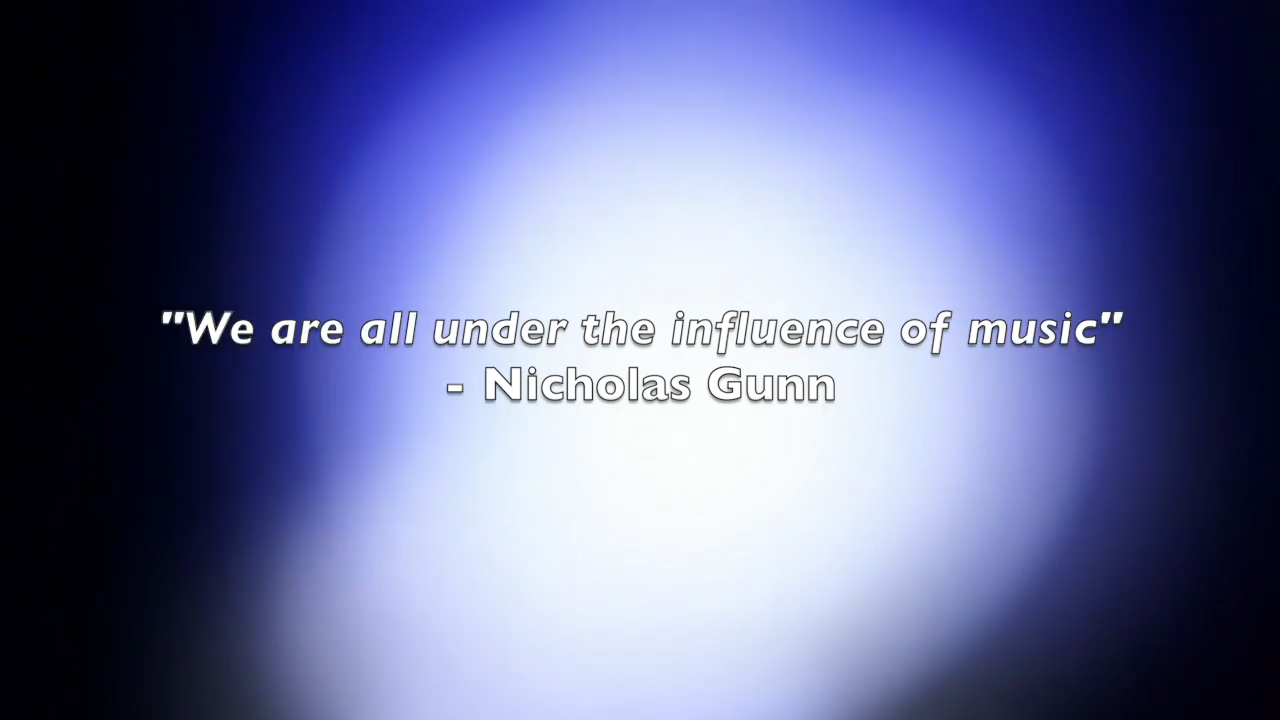 "We are all under the influence of music"
- Nicholas Gunn